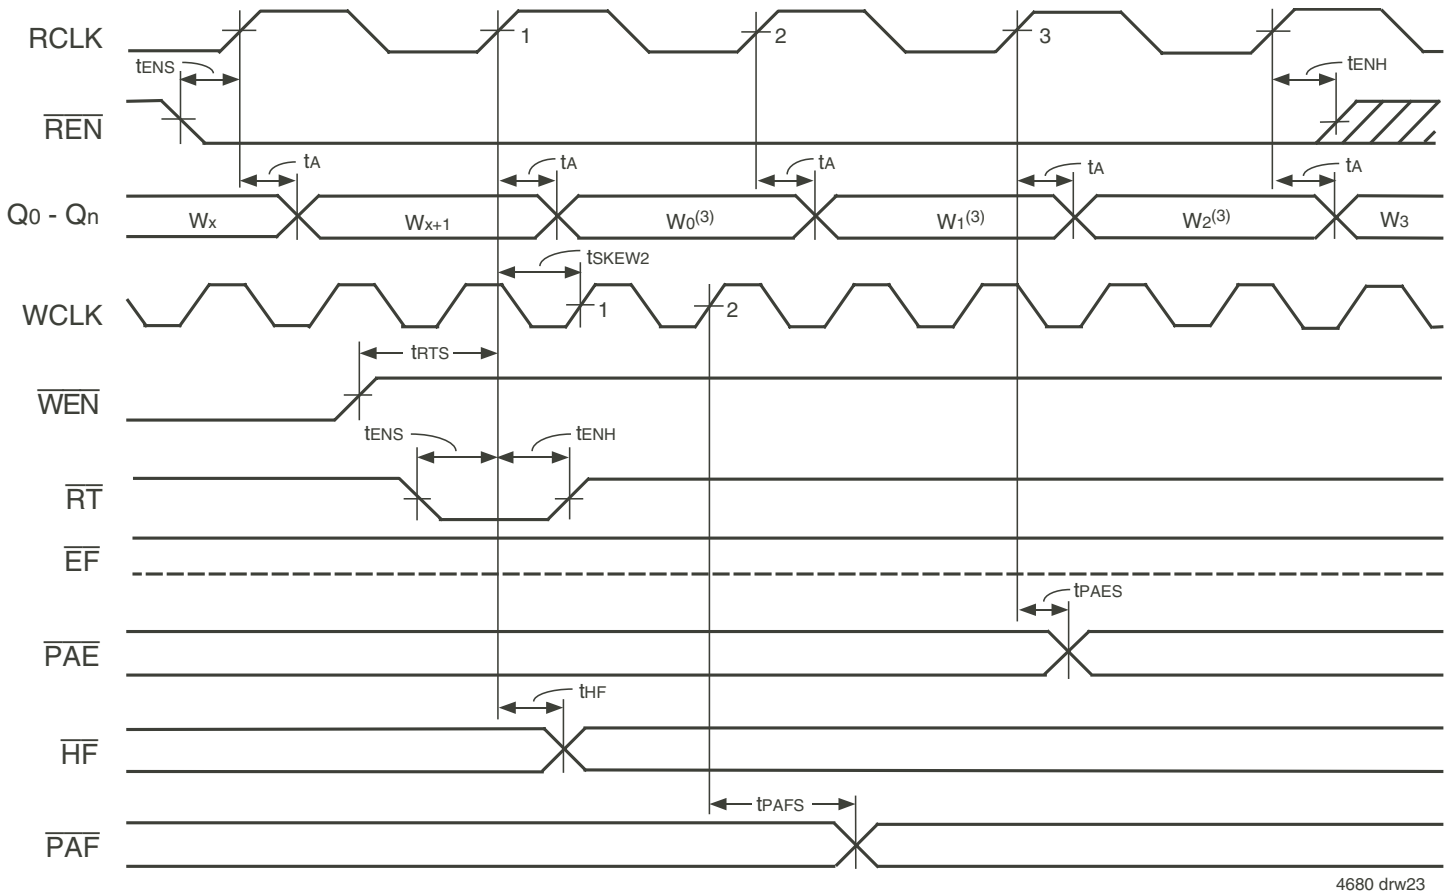 RCLK 1 2 3
tENS tENH
REN
tA tA tA tA tA
Q0 - Qn Wx Wx+1 W0(3) W1(3) W2(3) W3
tSKEW2
WCLK 1 2
tRTS
WEN
tENS tENH
RT
EF
tPAES
PAE
tHF
HF
tPAFS
PAF
4680 drw23